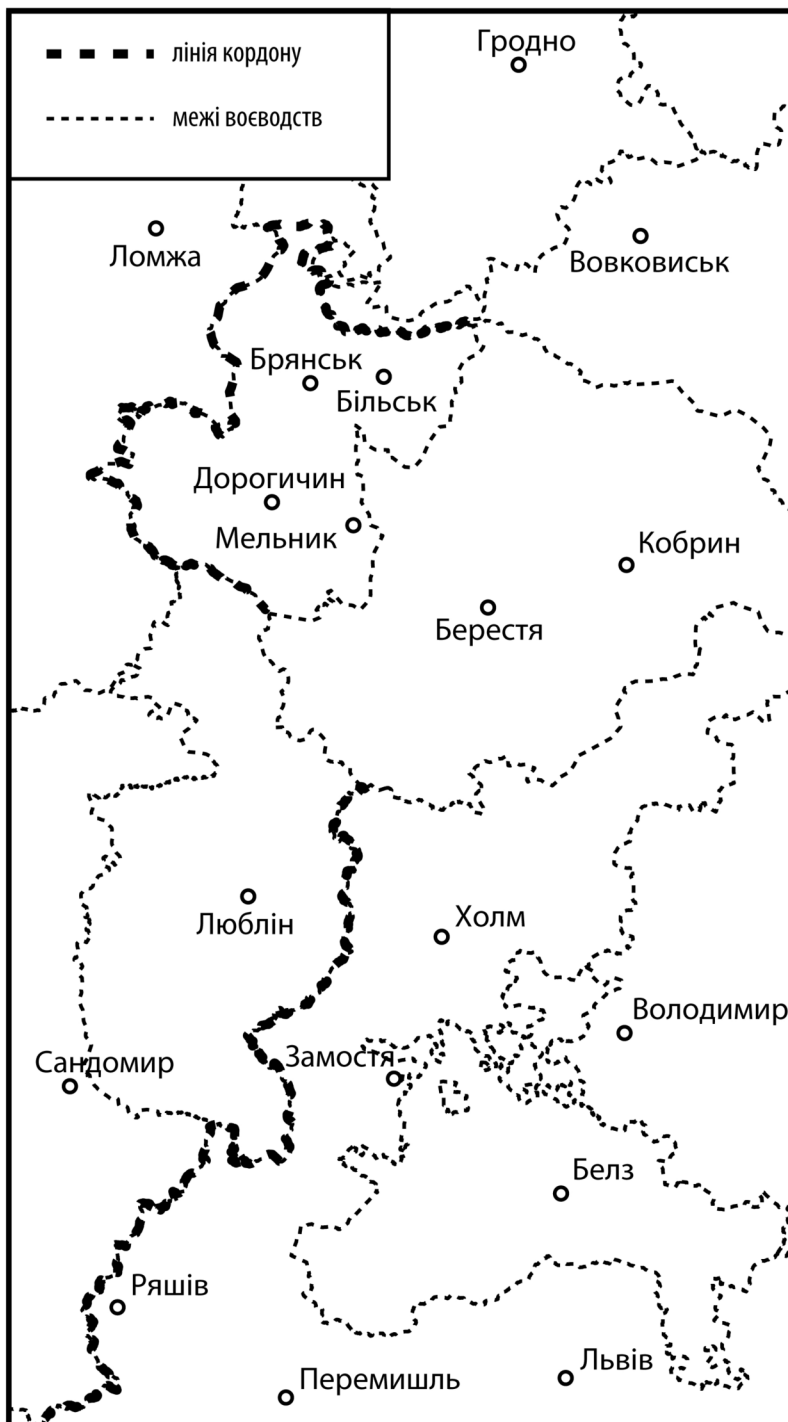 лінія кордону
межі воєводств
Гродно
Ломжа
Вовковиськ
Брянськ
Більськ
Дорогичин
Мельник
Кобрин
Берестя
Люблін
Холм
Володимир
Сандомир
Замостя
Белз
Ряшів
Перемишль
Львів